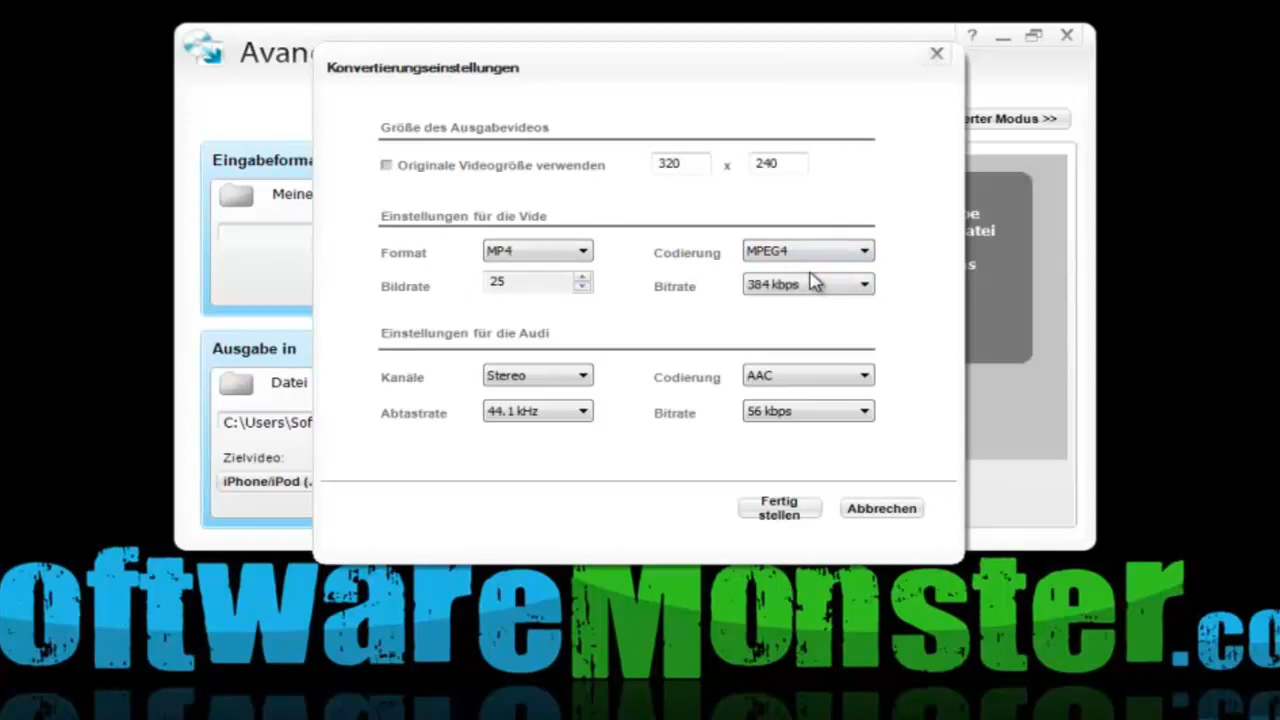 Avan
?
Konvertierungseinstellungen
erter Modus >>
Größe des Ausgabevideos
Eingabeforma
Originale Videogröße verwenden 320 x 240
Meine
Einstellungen für die Vide
be
atei
Format MP4 Codierung MPEG4
s
Bildrate 25 Bitrate 384 kbps
Einstellungen für die Audi
Ausgabe in
Kanäle Stereo Codierung AAC
Datei
Abtastrate 44.1 kHz Bitrate 56 kbps
C:\Users\Sof
Zielvideo:
iPhone/iPod (.
Fertig
stellen
Abbrechen
oftwareMonster.co